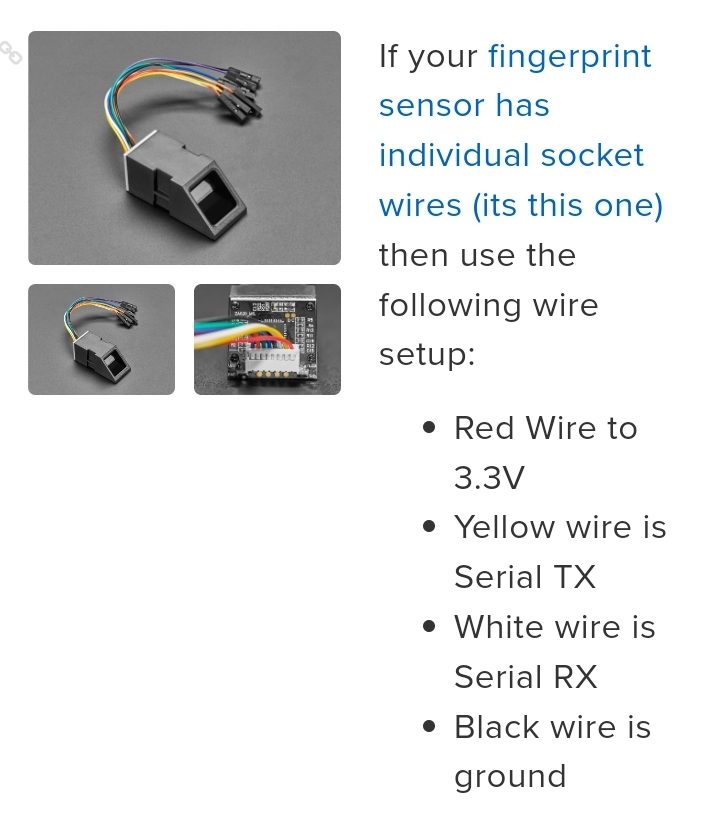 If your fingerprint
sensor has
individual socket
wires (its this one)
then use the
following wire
setup:
Red Wire to
3.3V
Yellow wire is
Serial TX
White wire is
Serial RX
Black wire is
ground